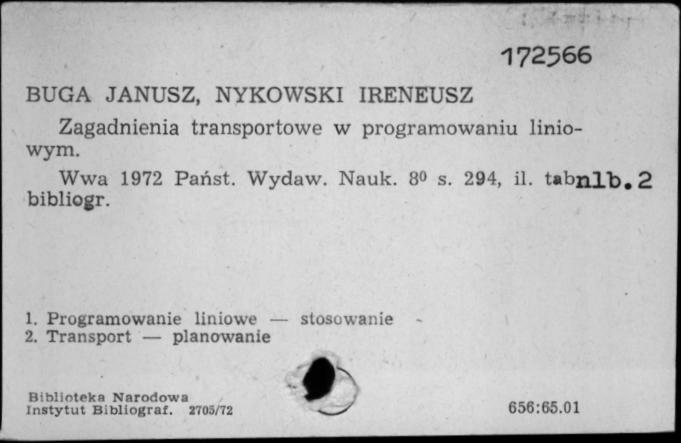 172566
BUGA JANUSZ, NYKOWSKI IRENEUSZ
Zagadnienia transportowe w programowaniu linio-
wym.
Wwa 1972 Państ. Wydaw. Nauk. 8⁰ s. 294, il. tabnlb.2
bibliogr.
1. Programowanie liniowe — stosowanie
2. Transport — planowanie
Biblioteka Narodowa
Instytut Bibliograf. 2705/72
656:65.01